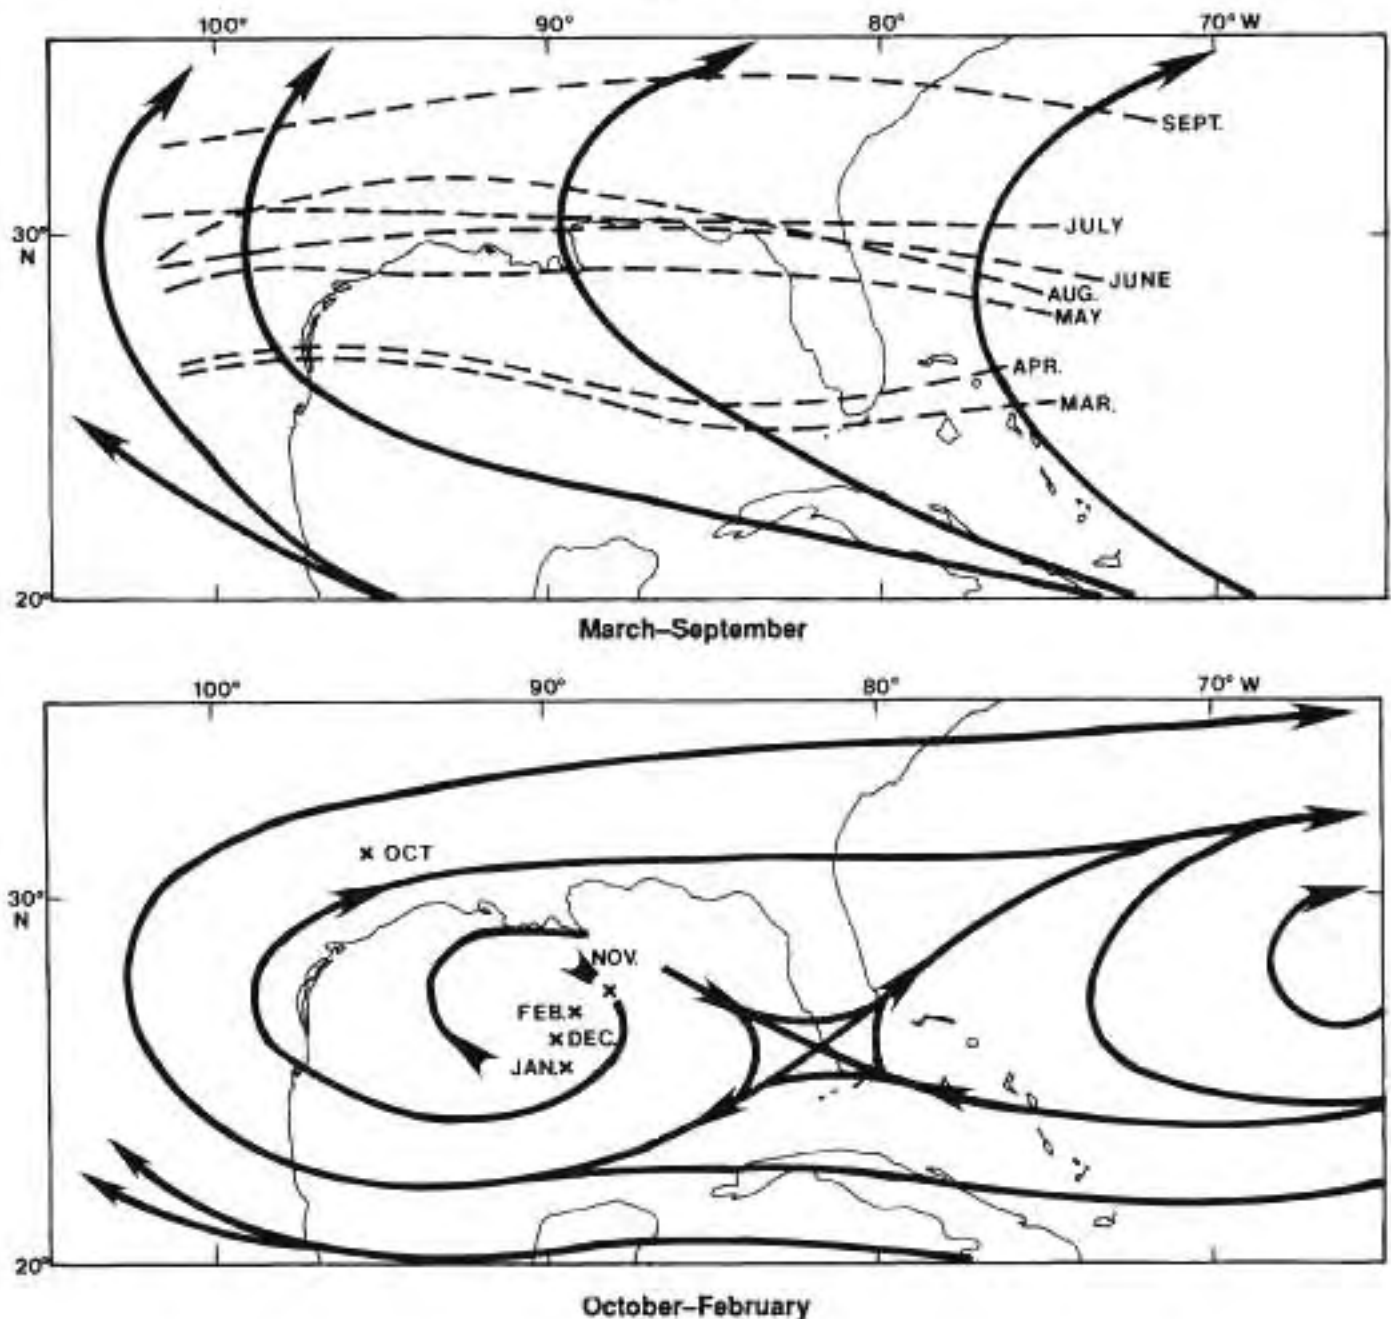 100° 90° 80° 70° W
SEPT.
30°
N
JULY
JUNE
AUG.
MAY
APR.
MAR.
20°
March–September
100° 90° 80° 70° W
OCT
30°
N
NOV.
FEB.
DEC.
JAN.
20°
October–February